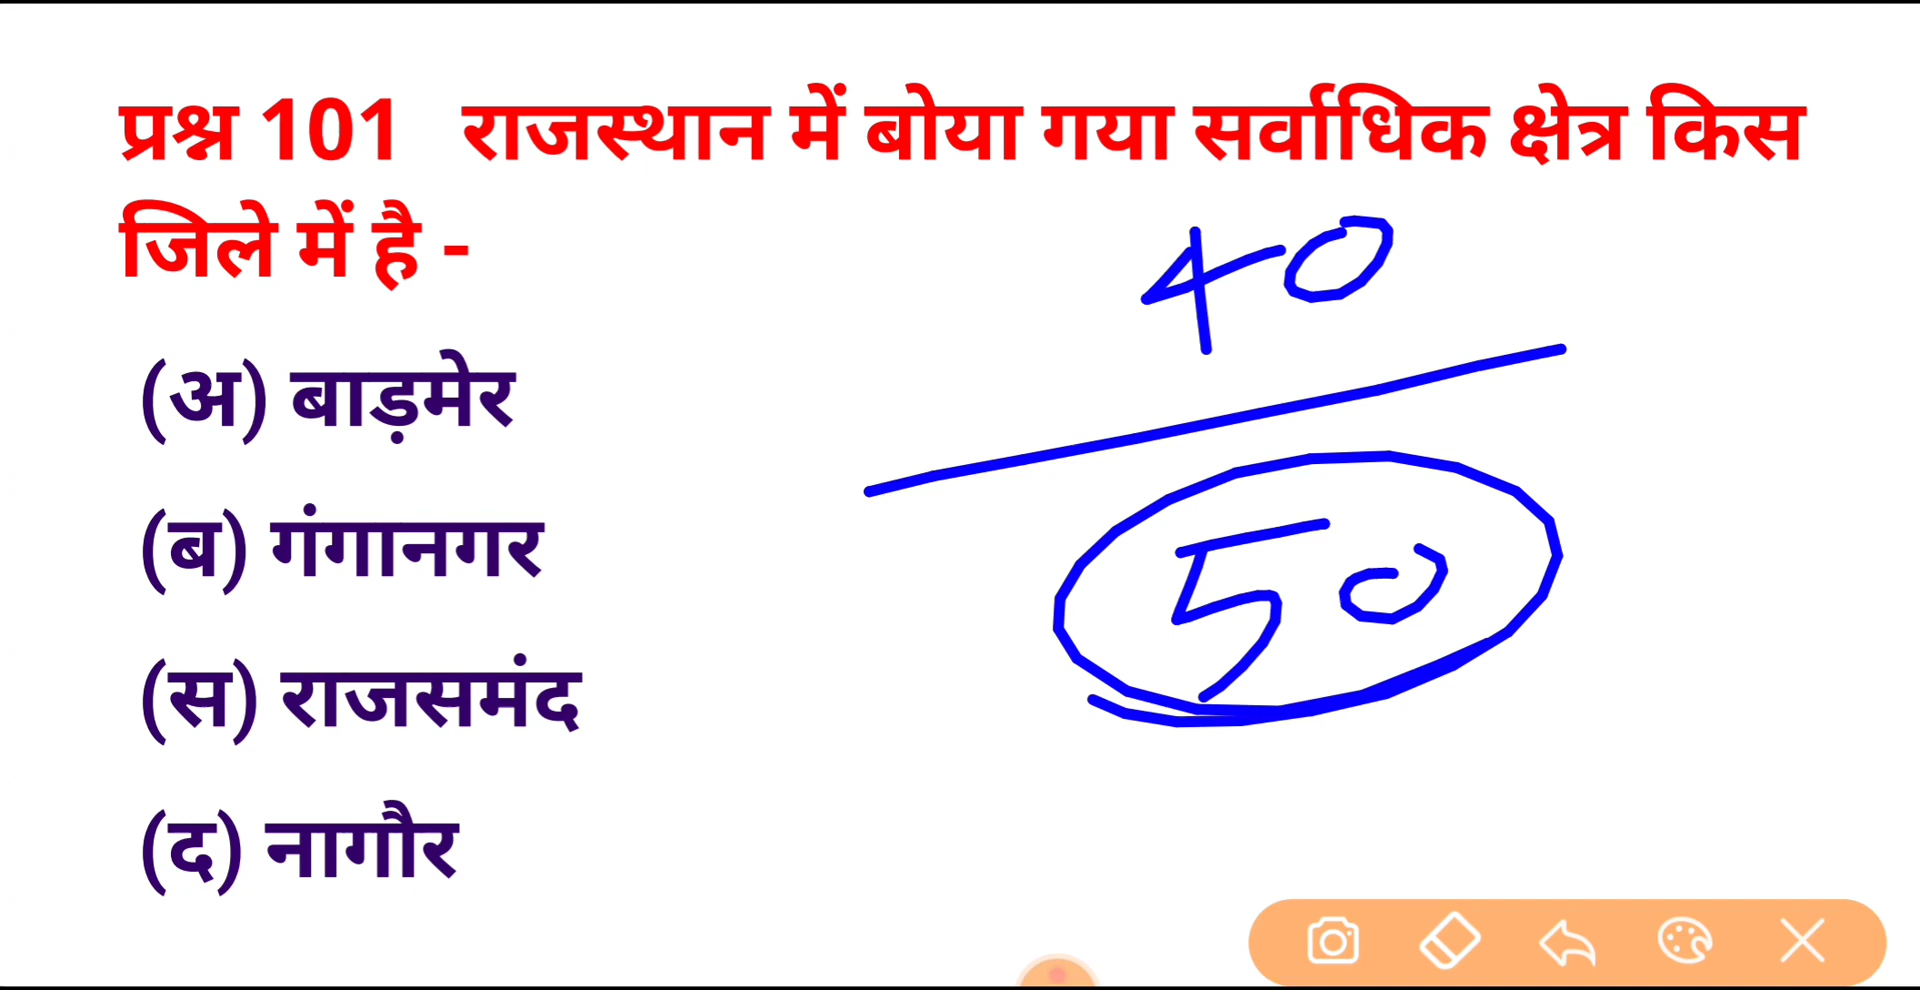 प्रश्न 101 राजस्थान में बोया गया सर्वाधिक क्षेत्र किस
जिले में है -
40
(अ) बाड़मेर
(ब) गंगानगर
50
(स) राजसमंद
(द) नागौर